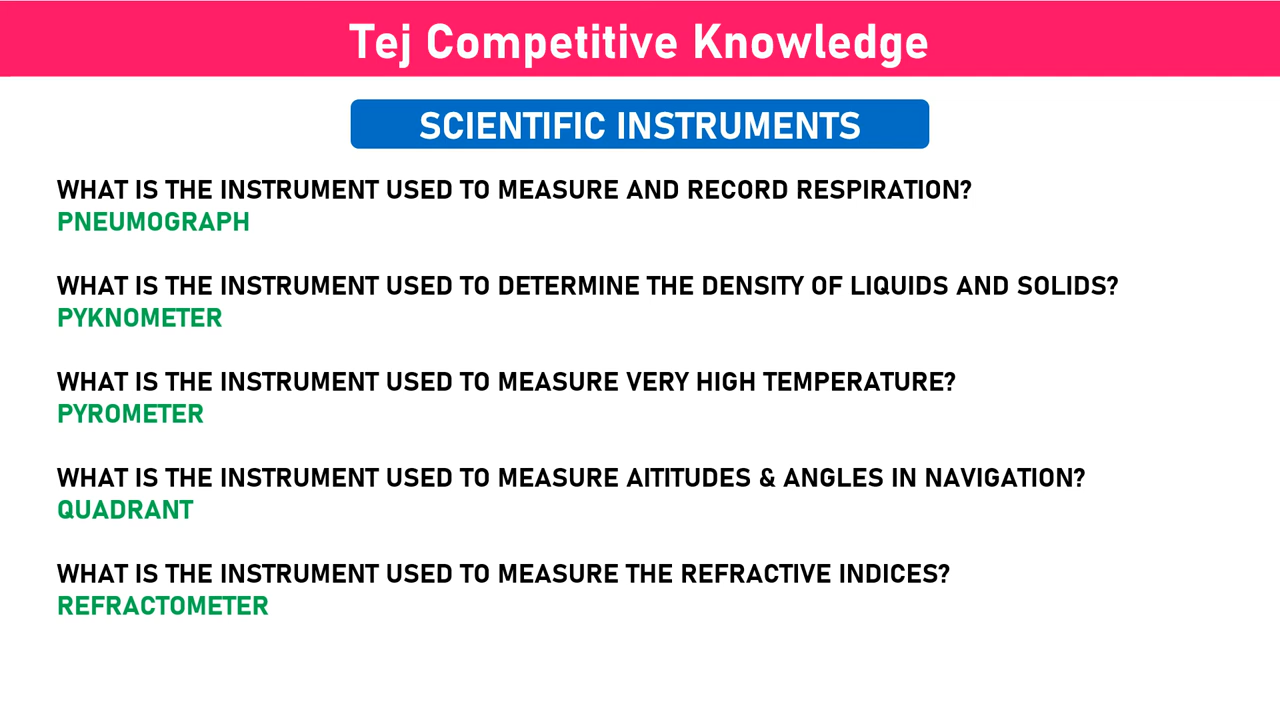 Tej Competitive Knowledge
SCIENTIFIC INSTRUMENTS
WHAT IS THE INSTRUMENT USED TO MEASURE AND RECORD RESPIRATION?
PNEUMOGRAPH
WHAT IS THE INSTRUMENT USED TO DETERMINE THE DENSITY OF LIQUIDS AND SOLIDS?
PYKNOMETER
WHAT IS THE INSTRUMENT USED TO MEASURE VERY HIGH TEMPERATURE?
PYROMETER
WHAT IS THE INSTRUMENT USED TO MEASURE AITITUDES & ANGLES IN NAVIGATION?
QUADRANT
WHAT IS THE INSTRUMENT USED TO MEASURE THE REFRACTIVE INDICES?
REFRACTOMETER